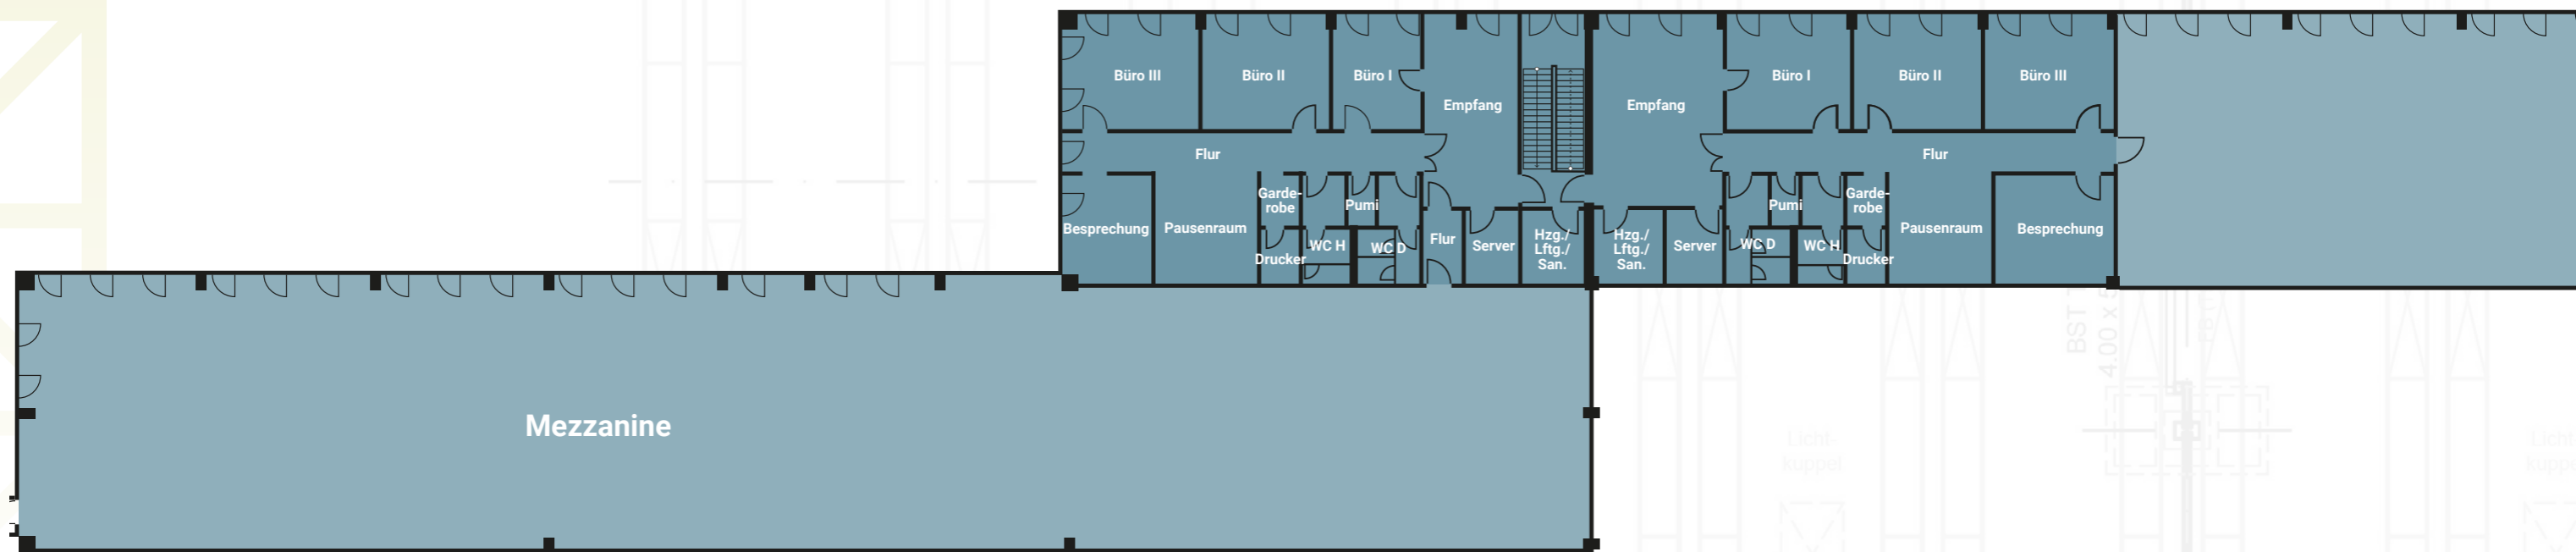 Büro III
Büro II
Büro I
Empfang
Empfang
Büro I
Büro II
Büro III
Flur
Flur
Besprechung
Pausenraum
Garde-
robe
Drucker
Pumi
WC H
WC D
Flur
Server
Hzg./
Lftg./
San.
Hzg./
Lftg./
San.
Server
WC D
Pumi
WC H
Garde-
robe
Drucker
Pausenraum
Besprechung
Mezzanine
Licht-
kuppel